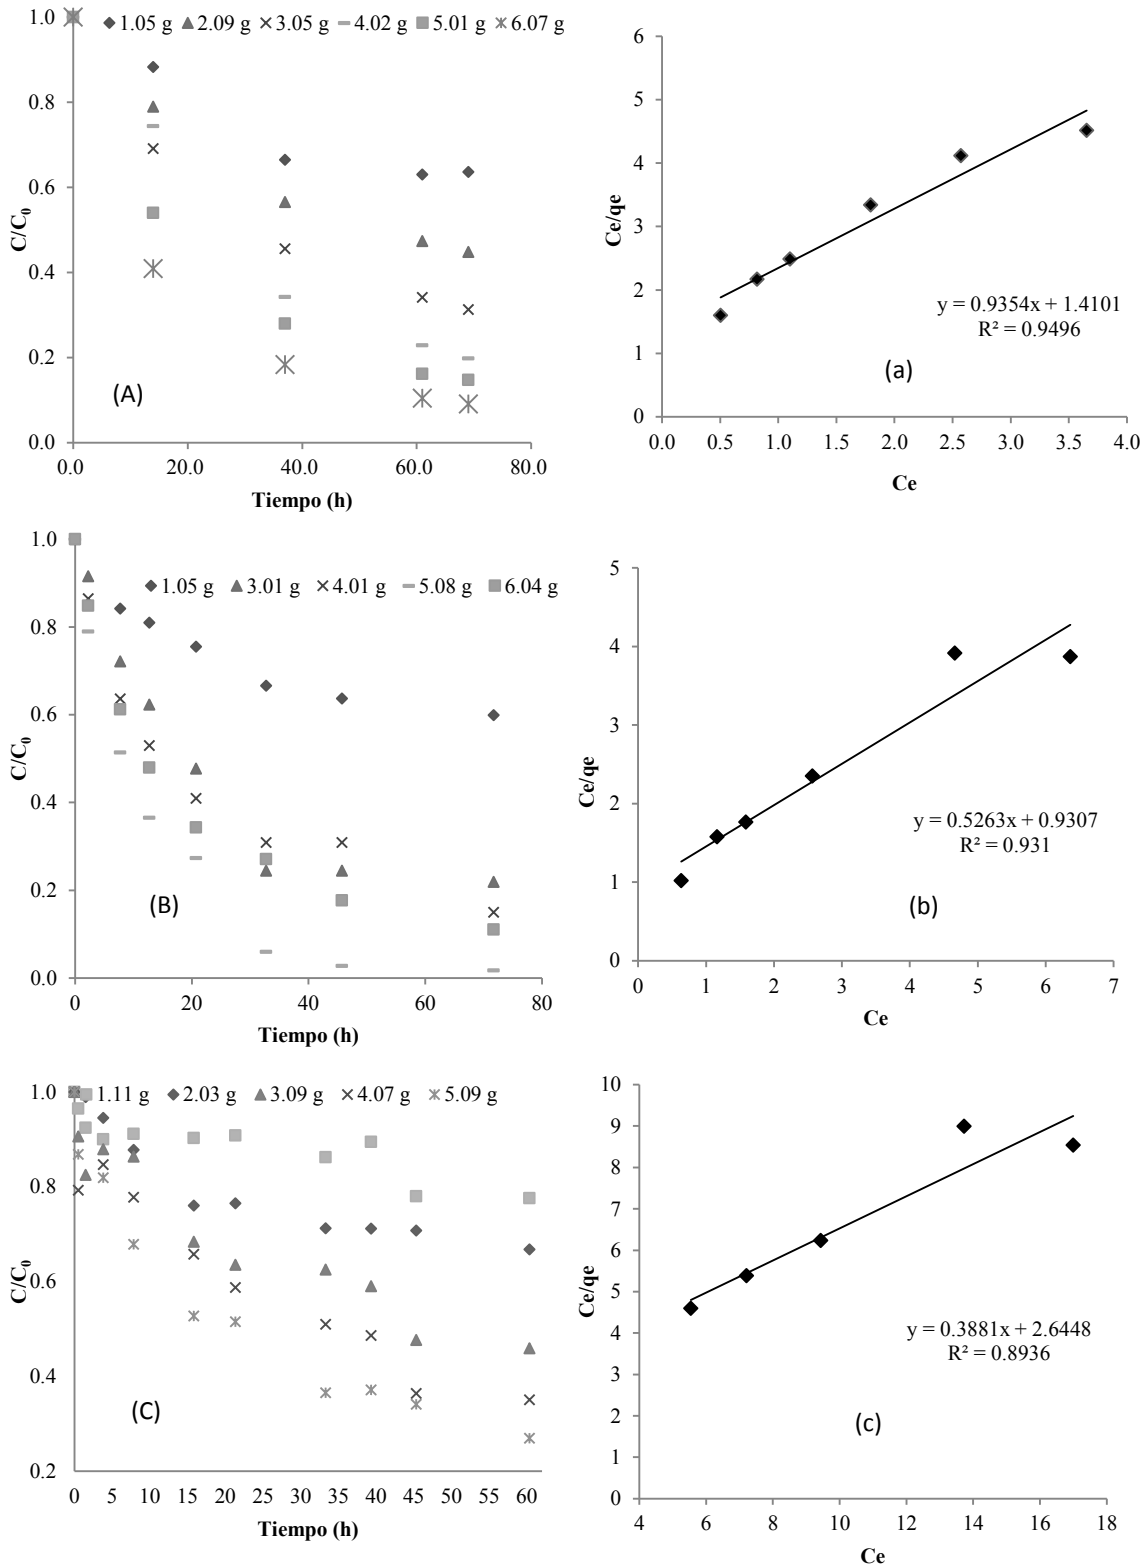 1.0
1.05 g 2.09 g 3.05 g 4.02 g 5.01 g 6.07 g
0.8
0.6
0.4
0.2
0.0
C/C0
(A)
0.0 20.0 40.0 60.0 80.0
Tiempo (h)
6
5
4
3
2
1
0
Ce/qe
y = 0.9354x + 1.4101
R² = 0.9496
(a)
0.0 0.5 1.0 1.5 2.0 2.5 3.0 3.5 4.0
Ce
1.0
1.05 g 3.01 g 4.01 g 5.08 g 6.04 g
0.8
0.6
0.4
0.2
0.0
C/C0
(B)
0 20 40 60 80
Tiempo (h)
5
4
3
2
1
0
Ce/qe
y = 0.5263x + 0.9307
R² = 0.931
(b)
0 1 2 3 4 5 6 7
Ce
1.0
1.11 g 2.03 g 3.09 g 4.07 g 5.09 g
0.8
0.6
0.4
0.2
C/C0
(C)
0 5 10 15 20 25 30 35 40 45 50 55 60
Tiempo (h)
10
9
8
7
6
5
4
3
2
1
0
Ce/qe
y = 0.3881x + 2.6448
R² = 0.8936
(c)
4 6 8 10 12 14 16 18
Ce